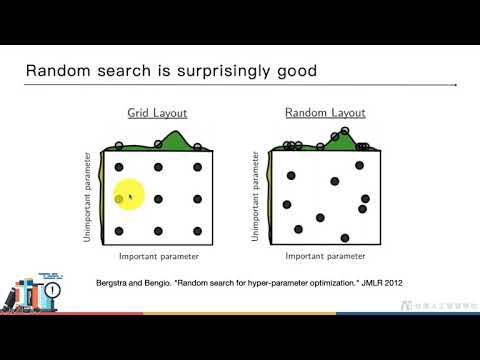 Random search is surprisingly good
Grid Layout
Random Layout
Unimportant parameter
Unimportant parameter
Important parameter
Important parameter
Bergstra and Bengio. "Random search for hyper-parameter optimization." JMLR 2012